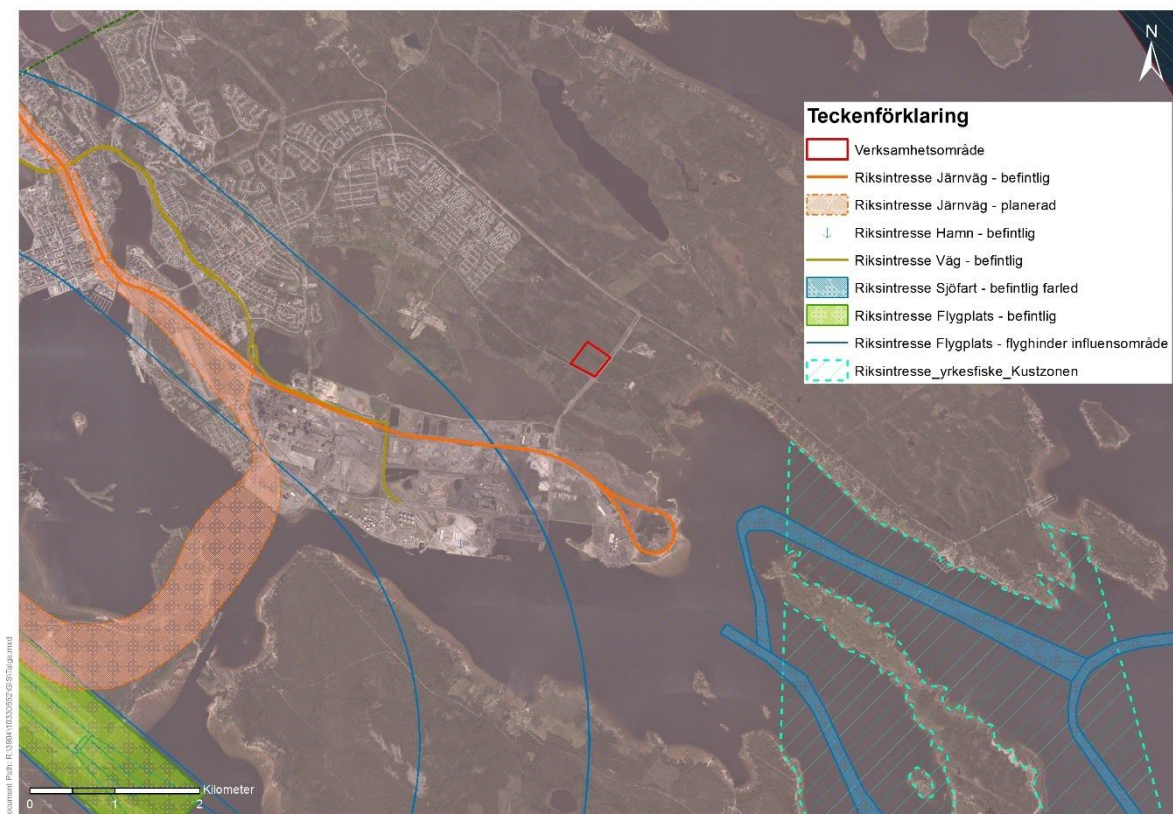 N
Teckenförklaring
Verksamhetsområde
Riksintresse Järnväg - befintlig
Riksintresse Järnväg - planerad
Riksintresse Hamn - befintlig
Riksintresse Väg - befintlig
Riksintresse Sjöfart - befintlig farled
Riksintresse Flygplats - befintlig
Riksintresse Flygplats - flyghinder influensområde
Riksintresse_yrkesfiske_Kustzonen
Kilometer
0 1 2